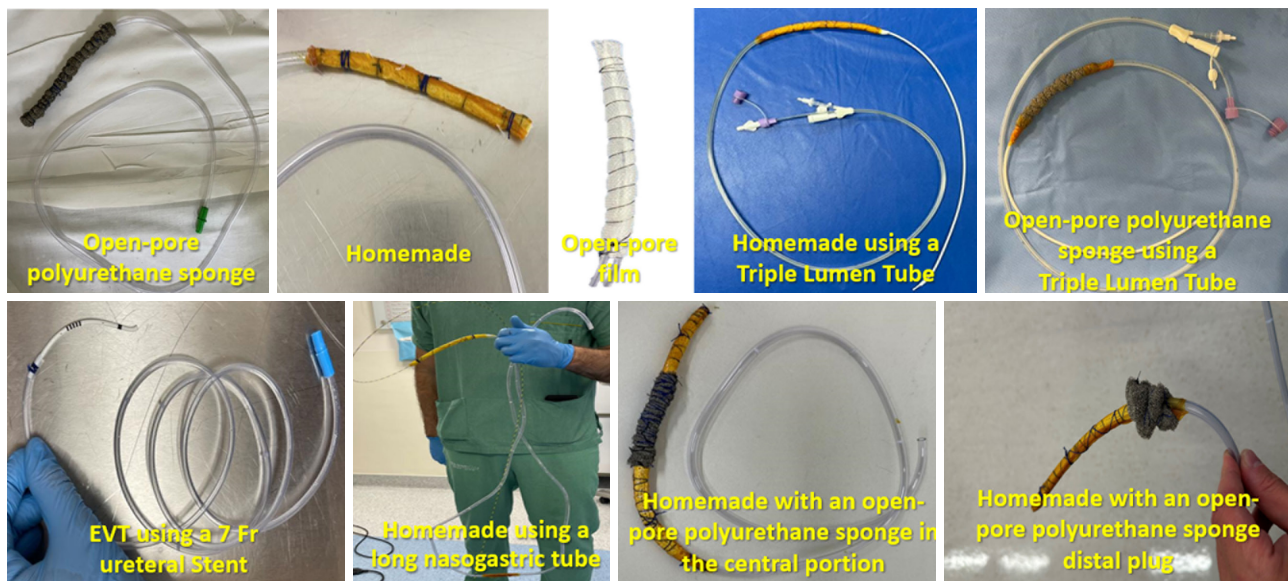 Open-pore
polyurethane sponge
Homemade
Open-pore
film
Homemade using a
Triple Lumen Tube
Open-pore polyurethane
sponge using a
Triple Lumen Tube
EVT using a 7 Fr
ureteral Stent
Homemade using a
long nasogastric tube
Homemade with an open-
pore polyurethane sponge in
the central portion
Homemade with an open-
pore polyurethane sponge
distal plug